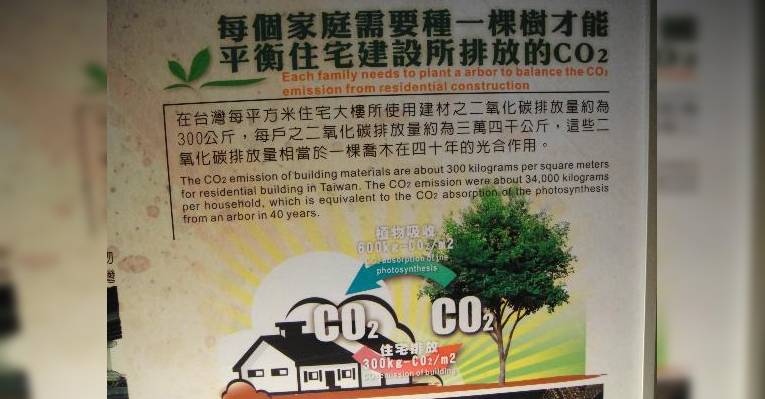 每個家庭需要種一棵樹才能
平衡住宅建設所排放的CO2
Each family needs to plant a arbor to balance the CO2
emission from residential construction
在台灣每平方米住宅大樓所使用建材之二氧化碳排放量約為
300公斤，每戶之二氧化碳排放量約為三萬四千公斤，這些二
氧化碳排放量相當於一棵喬木在四十年的光合作用。
The CO2 emission of building materials are about 300 kilograms per square meters
for residential building in Taiwan. The CO2 emission were about 34,000 kilograms
per household, which is equivalent to the CO2 absorption of the photosynthesis
from an arbor in 40 years.
植物吸收
600kg-CO2/m2
absorption of the
photosynthesis
CO2
CO2
住宅排放
300kg-CO2/m2
CO2 emission of building
灣